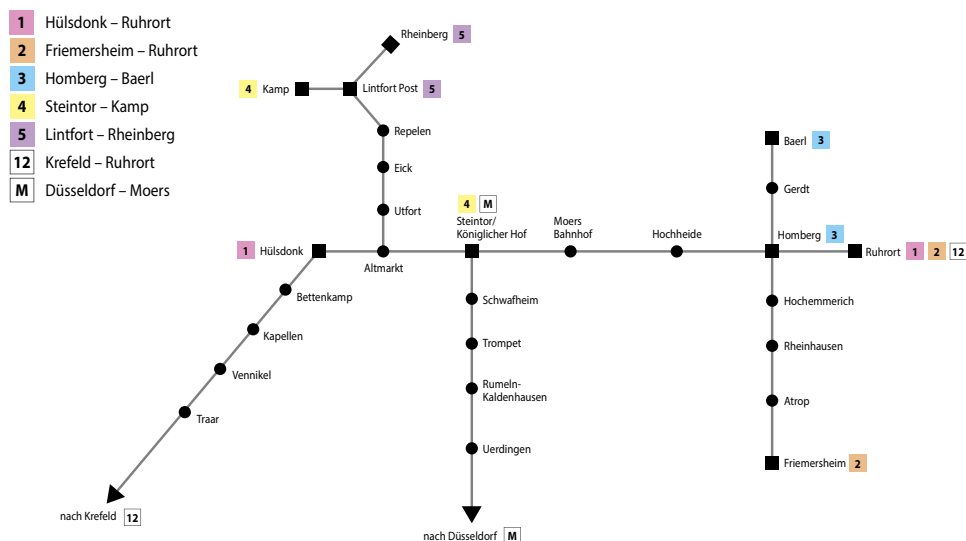 1 Hülsdonk – Ruhrort
2 Friemersheim – Ruhrort
3 Homberg – Baerl
4 Steintor – Kamp
5 Lintfort – Rheinberg
12 Krefeld – Ruhrort
M Düsseldorf – Moers
Rheinberg 5
4 Kamp
Lintfort Post 5
Repelen
Eick
Utfort
Baerl 3
Gerdt
4 M
Steintor/
Königlicher Hof
Moers
Bahnhof
Hochheide
Homberg 3
1 Hülsdonk
Altmarkt
Ruhrort 1 2 12
Bettenkamp
Kapellen
Vennikel
Traar
nach Krefeld 12
Schwafheim
Trompet
Rumeln-
Kaldenhausen
Uerdingen
nach Düsseldorf M
Hochemmerich
Rheinhausen
Atrop
Friemersheim 2